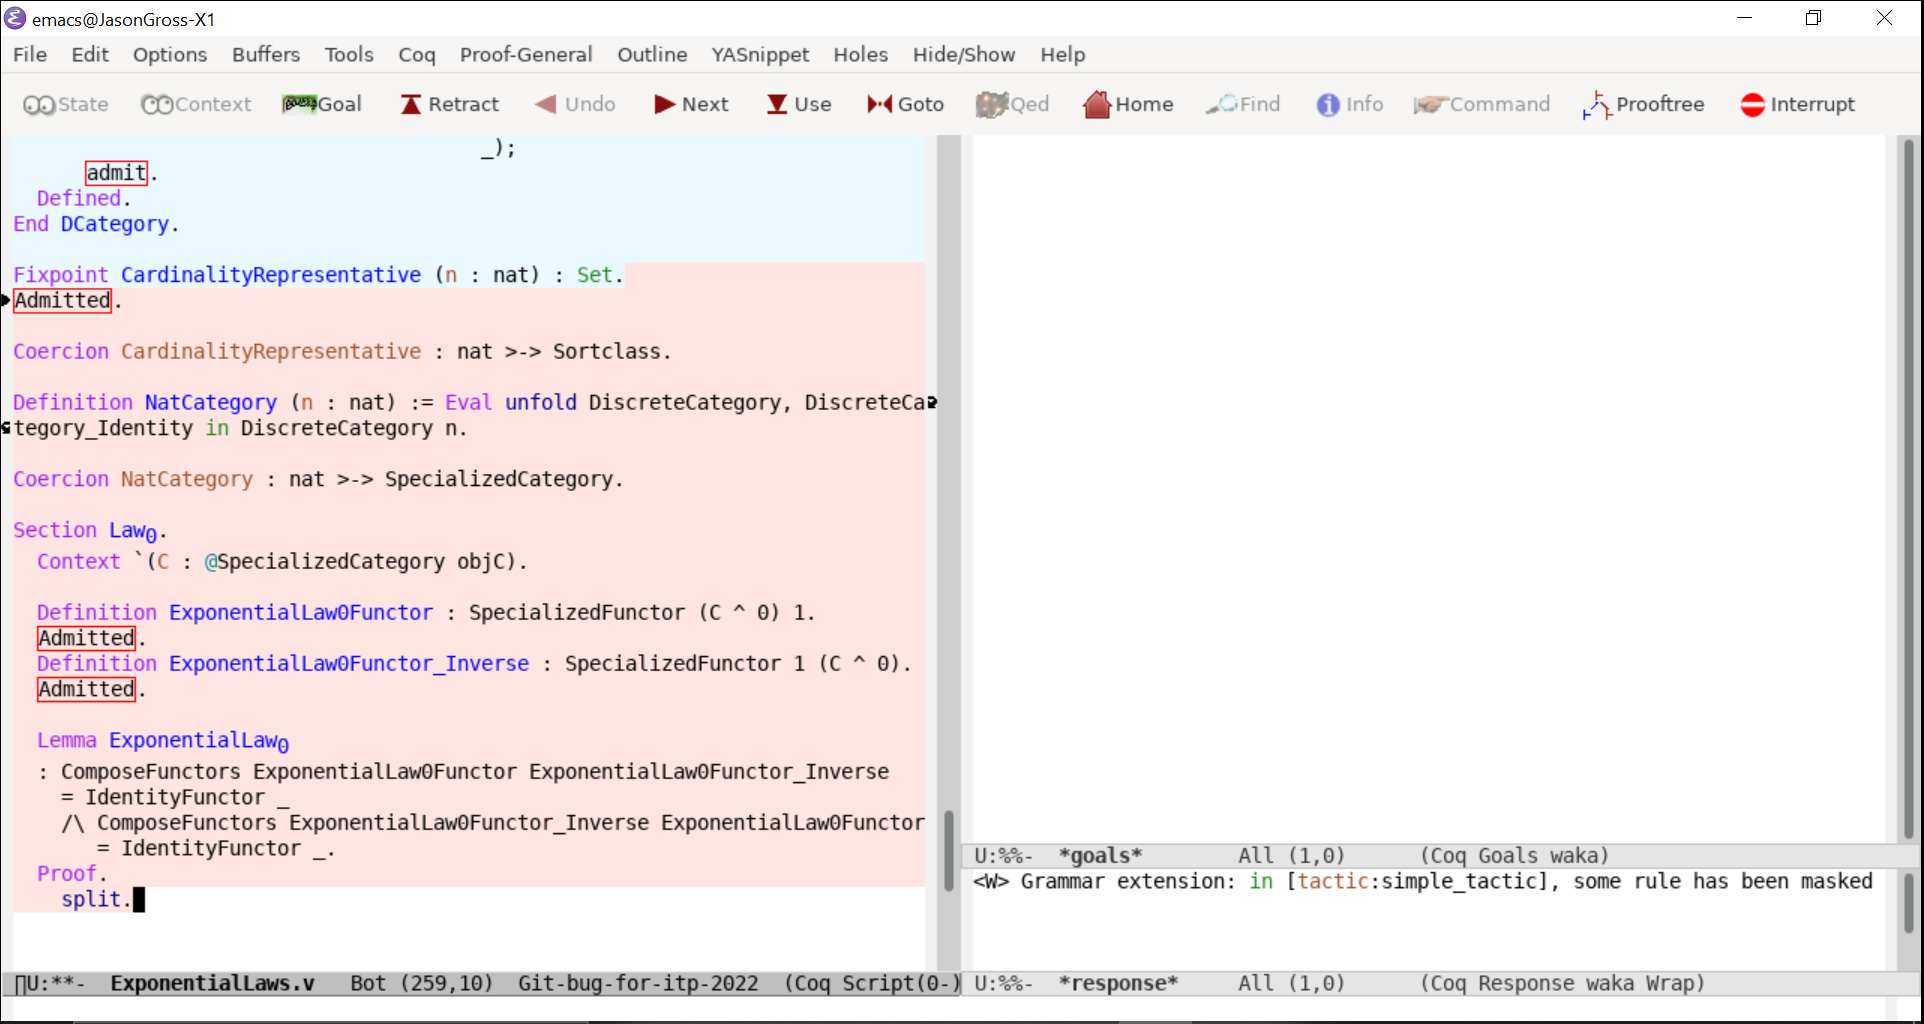 emacs@JasonGross-X1
File Edit Options Buffers Tools Coq Proof-General Outline YASnippet Holes Hide/Show Help
State Context Goal Retract Undo Next Use Goto Qed Home Find Info Command Prooftree Interrupt
_);
admit.
Defined.
End DCategory.
Fixpoint CardinalityRepresentative (n : nat) : Set.
Admitted.
Coercion CardinalityRepresentative : nat >-> Sortclass.
Definition NatCategory (n : nat) := Eval unfold DiscreteCategory, DiscreteCa
tegory_Identity in DiscreteCategory n.
Coercion NatCategory : nat >-> SpecializedCategory.
Section Law₀.
Context `(C : @SpecializedCategory objC).
Definition ExponentialLaw0Functor : SpecializedFunctor (C ^ 0) 1.
Admitted.
Definition ExponentialLaw0Functor_Inverse : SpecializedFunctor 1 (C ^ 0).
Admitted.
Lemma ExponentialLaw₀
: ComposeFunctors ExponentialLaw0Functor ExponentialLaw0Functor_Inverse
= IdentityFunctor _
/\ ComposeFunctors ExponentialLaw0Functor_Inverse ExponentialLaw0Functor
= IdentityFunctor _.
Proof.
split.
U:**- ExponentialLaws.v Bot (259,10) Git-bug-for-itp-2022 (Coq Script(0-)
U:%%- *goals* All (1,0) (Coq Goals waka)
<W> Grammar extension: in [tactic:simple_tactic], some rule has been masked
U:%%- *response* All (1,0) (Coq Response waka Wrap)